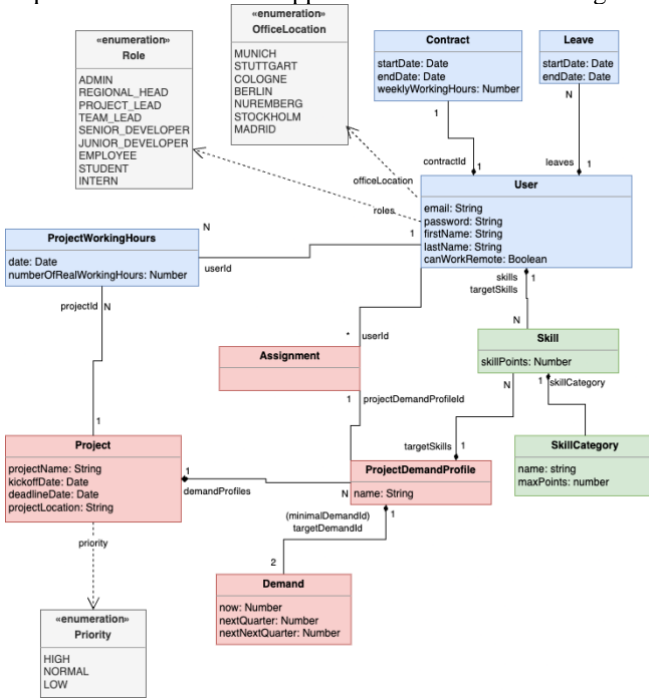 «enumeration»
Role
ADMIN
REGIONAL_HEAD
PROJECT_LEAD
TEAM_LEAD
SENIOR_DEVELOPER
JUNIOR_DEVELOPER
EMPLOYEE
STUDENT
INTERN
«enumeration»
OfficeLocation
MUNICH
STUTTGART
COLOGNE
BERLIN
NUREMBERG
STOCKHOLM
MADRID
Contract
startDate: Date
endDate: Date
weeklyWorkingHours: Number
Leave
startDate: Date
endDate: Date
1
N
contractId
1
leaves
1
officeLocation
roles
User
email: String
password: String
firstName: String
lastName: String
canWorkRemote: Boolean
N
1
userId
ProjectWorkingHours
date: Date
numberOfRealWorkingHours: Number
projectId
N
1
skills
1
targetSkills
N
*
userId
Assignment
1
projectDemandProfileId
Skill
skillPoints: Number
N
1
skillCategory
SkillCategory
name: string
maxPoints: number
targetSkills
1
Project
projectName: String
kickoffDate: Date
deadlineDate: Date
projectLocation: String
1
demandProfiles
N
ProjectDemandProfile
name: String
(minimalDemandId)
targetDemandId
1
2
Demand
now: Number
nextQuarter: Number
nextNextQuarter: Number
priority
«enumeration»
Priority
HIGH
NORMAL
LOW